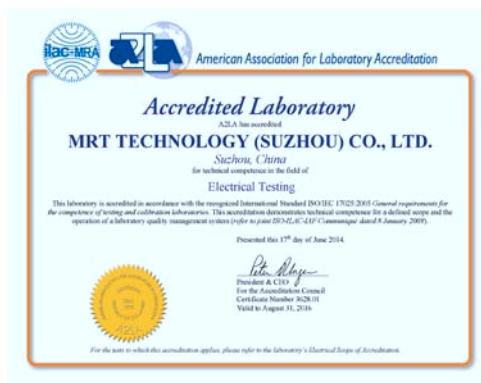 ilac-MRA
A2LA
American Association for Laboratory Accreditation
Accredited Laboratory
A2LA has accredited
MRT TECHNOLOGY (SUZHOU) CO., LTD.
Suzhou, China
for technical competence in the field of
Electrical Testing
This laboratory is accredited in accordance with the recognized International Standard ISO/IEC 17025:2005 General requirements for
the competence of testing and calibration laboratories. This accreditation demonstrates technical competence for a defined scope and the
operation of a laboratory quality management system (refer to joint ISO-ILAC-IAF Communiqué dated 8 January 2009).
Presented this 17th day of June 2014.
President & CEO
For the Accreditation Council
Certificate Number 3628.01
Valid to August 31, 2016
For the tests to which this accreditation applies, please refer to the laboratory's Electrical Scope of Accreditation.